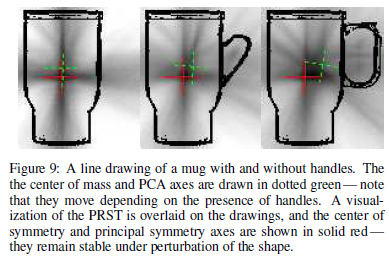 Figure 9: A line drawing of a mug with and without handles. The
the center of mass and PCA axes are drawn in dotted green — note
that they move depending on the presence of handles. A visual-
ization of the PRST is overlaid on the drawings, and the center of
symmetry and principal symmetry axes are shown in solid red —
they remain stable under perturbation of the shape.